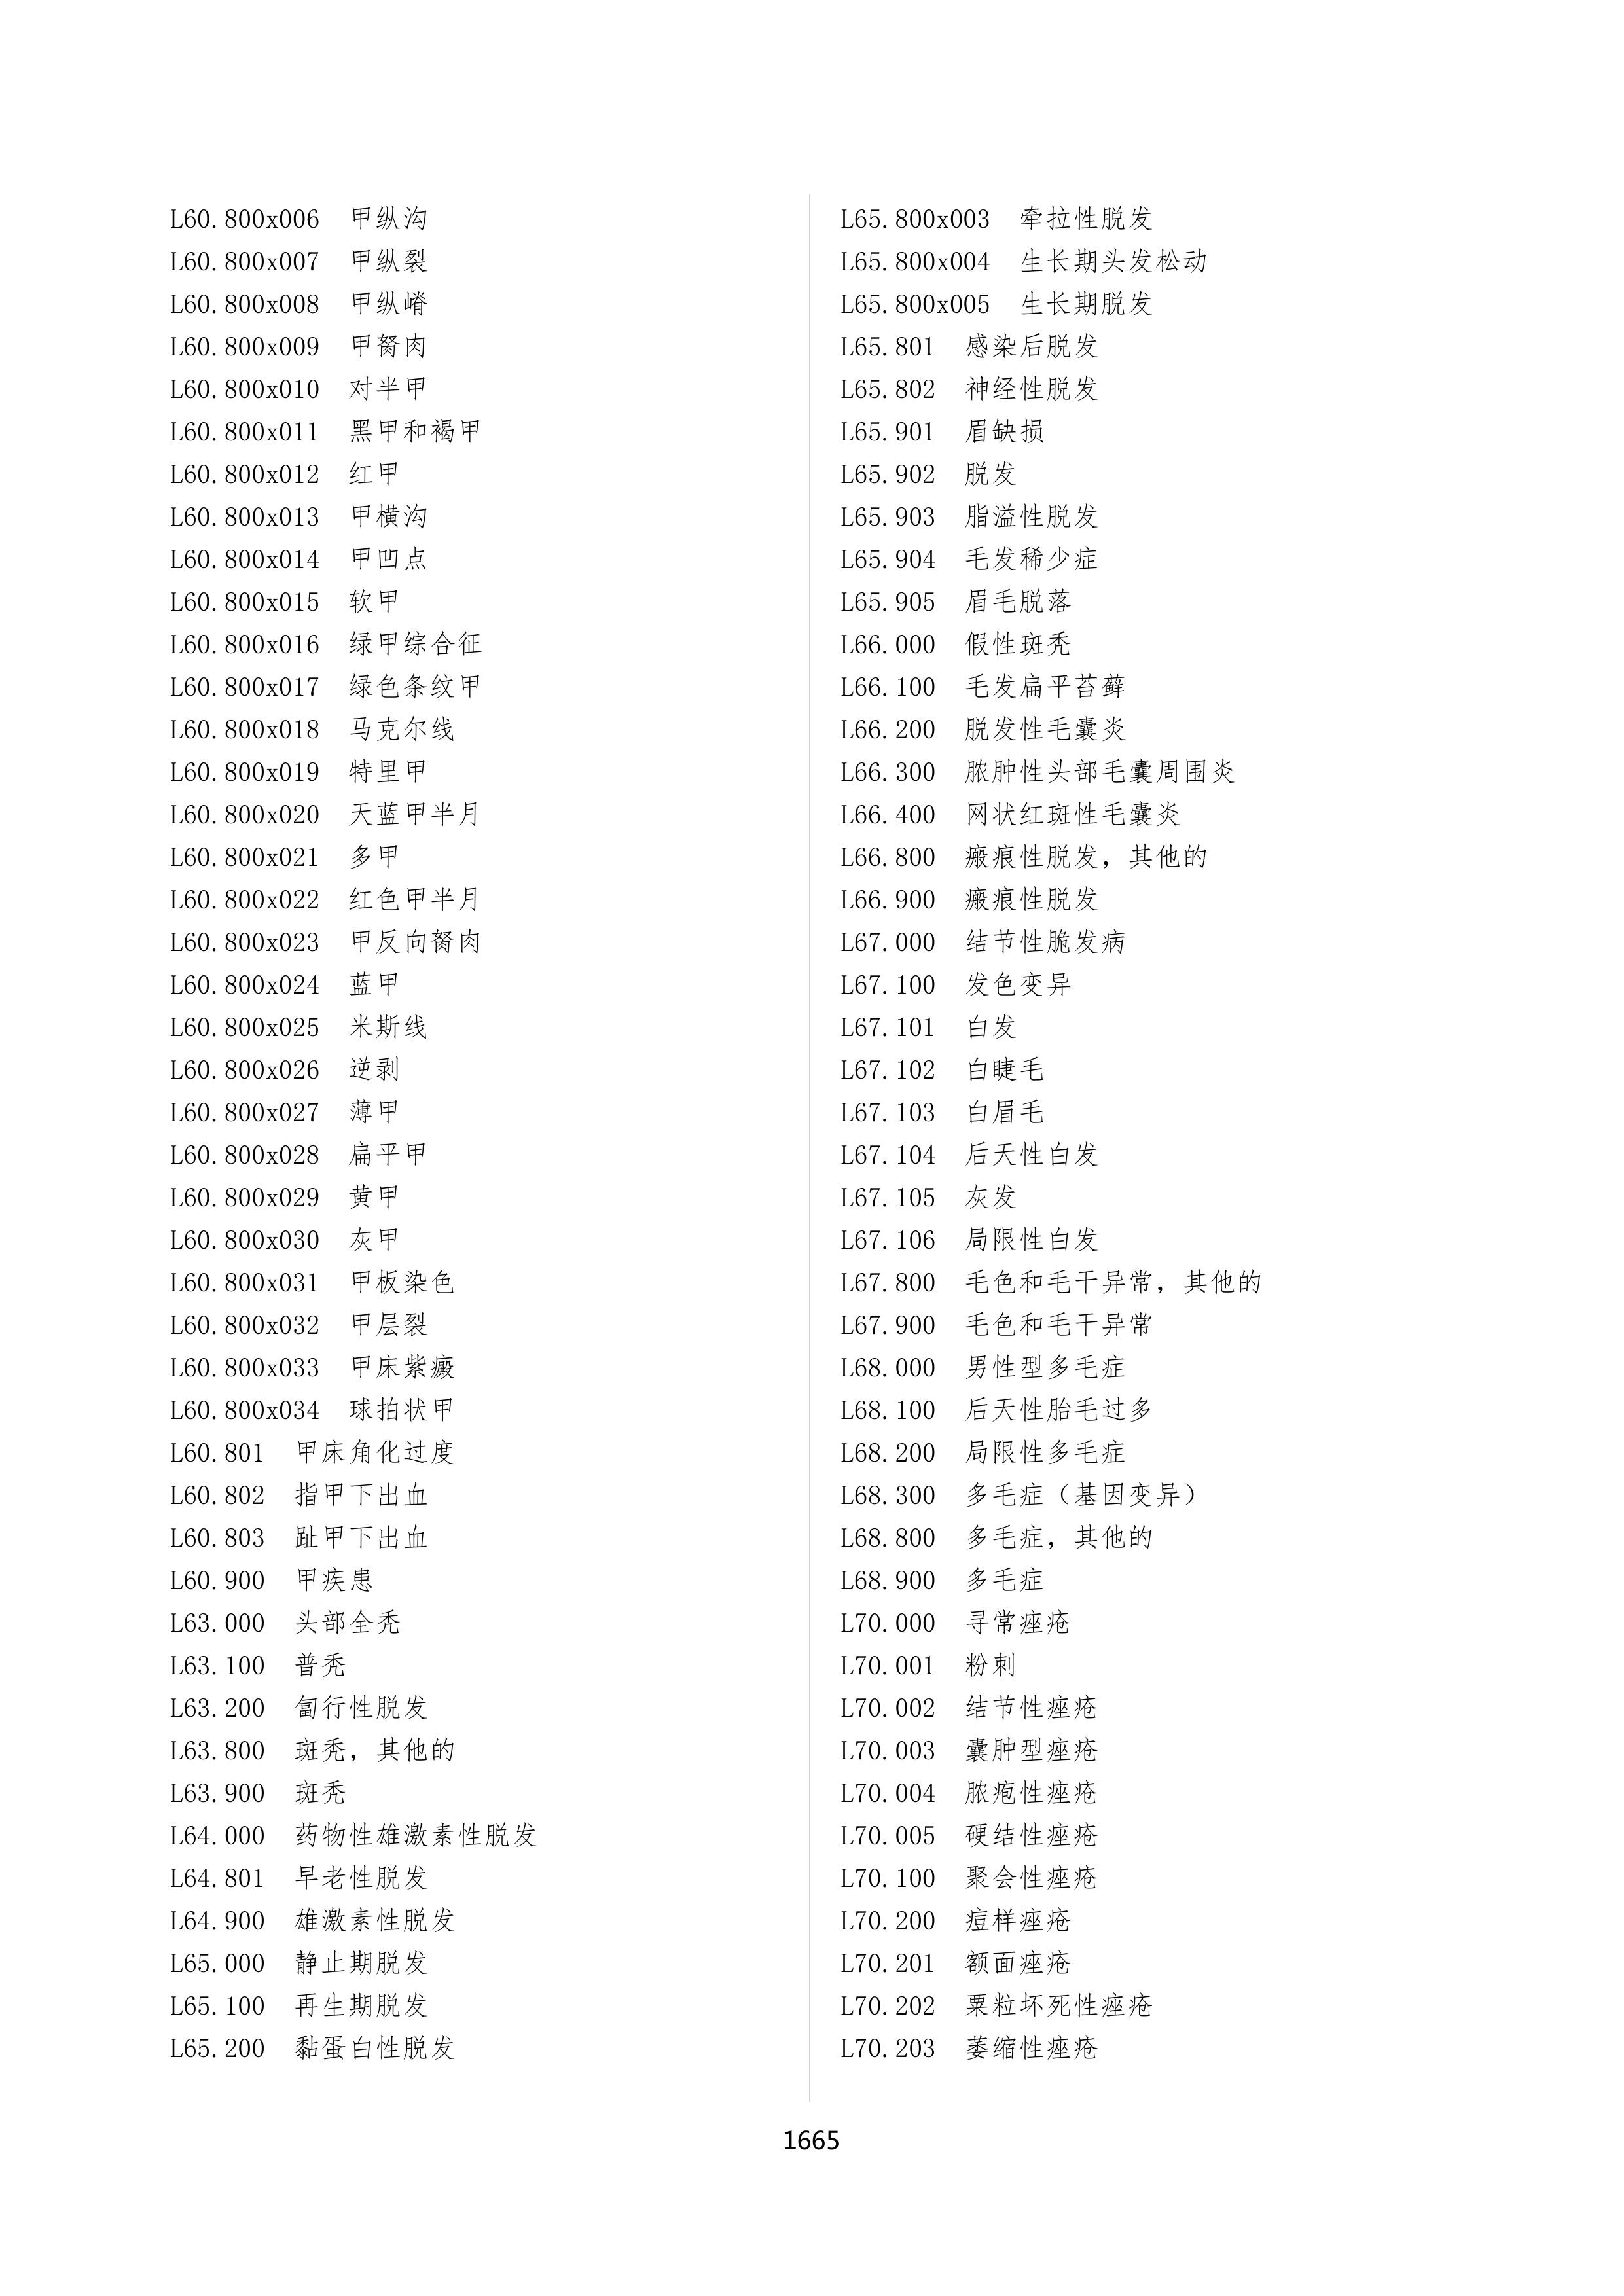 L60.800x006 甲纵沟
L60.800x007 甲纵裂
L60.800x008 甲纵嵴
L60.800x009 甲胬肉
L60.800x010 对半甲
L60.800x011 黑甲和褐甲
L60.800x012 红甲
L60.800x013 甲横沟
L60.800x014 甲凹点
L60.800x015 软甲
L60.800x016 绿甲综合征
L60.800x017 绿色条纹甲
L60.800x018 马克尔线
L60.800x019 特里甲
L60.800x020 天蓝甲半月
L60.800x021 多甲
L60.800x022 红色甲半月
L60.800x023 甲反向胬肉
L60.800x024 蓝甲
L60.800x025 米斯线
L60.800x026 逆剥
L60.800x027 薄甲
L60.800x028 扁平甲
L60.800x029 黄甲
L60.800x030 灰甲
L60.800x031 甲板染色
L60.800x032 甲层裂
L60.800x033 甲床紫癜
L60.800x034 球拍状甲
L60.801 甲床角化过度
L60.802 指甲下出血
L60.803 趾甲下出血
L60.900 甲疾患
L63.000 头部全秃
L63.100 普秃
L63.200 匐行性脱发
L63.800 斑秃，其他的
L63.900 斑秃
L64.000 药物性雄激素性脱发
L64.801 早老性脱发
L64.900 雄激素性脱发
L65.000 静止期脱发
L65.100 再生期脱发
L65.200 黏蛋白性脱发
L65.800x003 牵拉性脱发
L65.800x004 生长期头发松动
L65.800x005 生长期脱发
L65.801 感染后脱发
L65.802 神经性脱发
L65.901 眉缺损
L65.902 脱发
L65.903 脂溢性脱发
L65.904 毛发稀少症
L65.905 眉毛脱落
L66.000 假性斑秃
L66.100 毛发扁平苔藓
L66.200 脱发性毛囊炎
L66.300 脓肿性头部毛囊周围炎
L66.400 网状红斑性毛囊炎
L66.800 瘢痕性脱发，其他的
L66.900 瘢痕性脱发
L67.000 结节性脆发病
L67.100 发色变异
L67.101 白发
L67.102 白睫毛
L67.103 白眉毛
L67.104 后天性白发
L67.105 灰发
L67.106 局限性白发
L67.800 毛色和毛干异常，其他的
L67.900 毛色和毛干异常
L68.000 男性型多毛症
L68.100 后天性胎毛过多
L68.200 局限性多毛症
L68.300 多毛症（基因变异）
L68.800 多毛症，其他的
L68.900 多毛症
L70.000 寻常痤疮
L70.001 粉刺
L70.002 结节性痤疮
L70.003 囊肿型痤疮
L70.004 脓疱性痤疮
L70.005 硬结性痤疮
L70.100 聚会性痤疮
L70.200 痘样痤疮
L70.201 额面痤疮
L70.202 粟粒坏死性痤疮
L70.203 萎缩性痤疮
1665